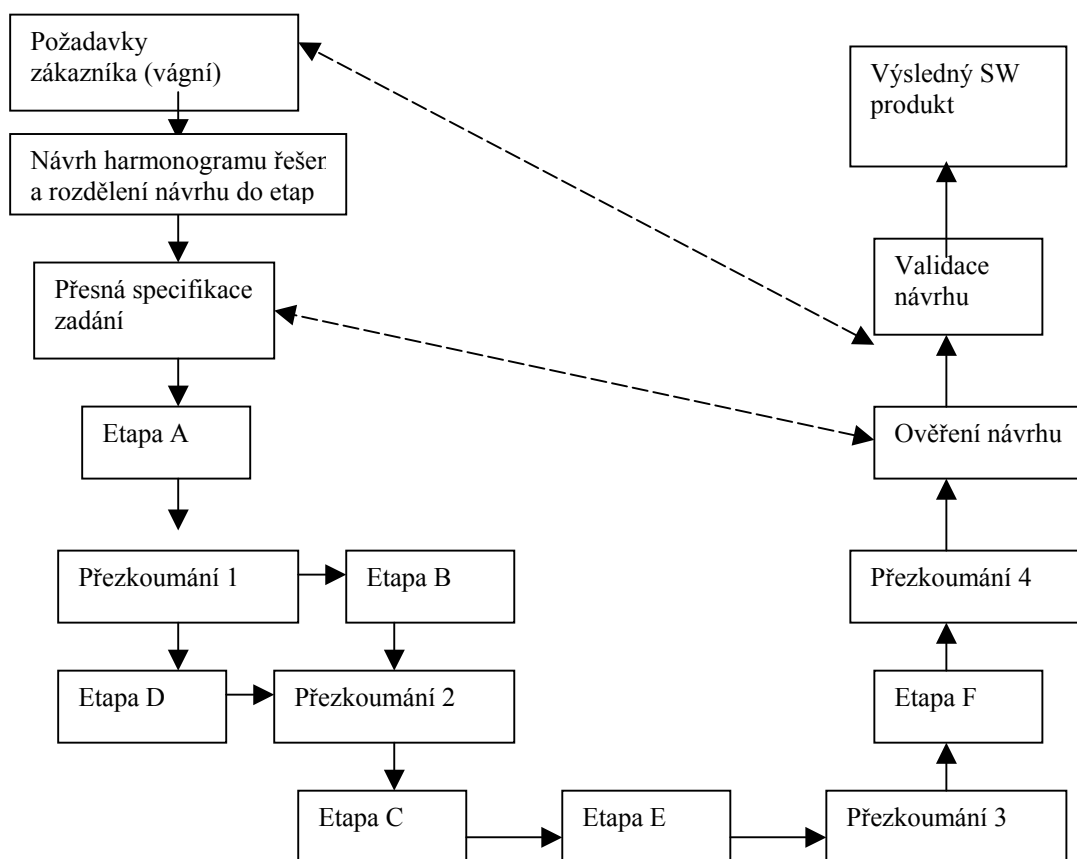 Požadavky
zákazníka (vágní)
Výsledný SW
produkt
Návrh harmonogramu řešen
a rozdělení návrhu do etap
Validace
návrhu
Přesná specifikace
zadání
Etapa A
Ověření návrhu
Přezkoumání 1
Etapa B
Přezkoumání 4
Etapa D
Přezkoumání 2
Etapa F
Etapa C
Etapa E
Přezkoumání 3